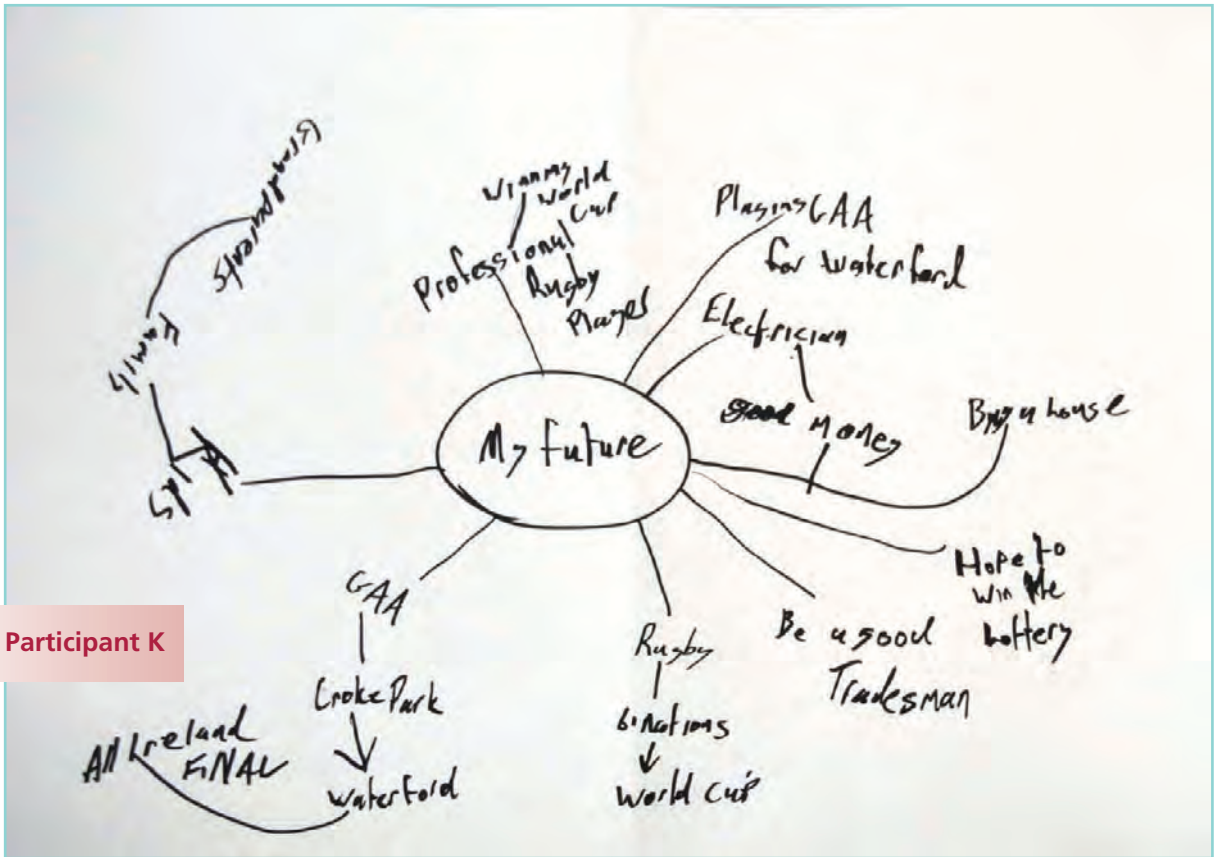 My future
Professional
Rugby
Player
Winning
World
Cup
Playing GAA
for Waterford
Electrician
good money
Buy a house
Hope to
win the
Lottery
Be a good
Tradesman
Rugby
6 nations
World Cup
GAA
Croke Park
Waterford
All Ireland
FINAL
Kids
Family
Grandparents
Participant K